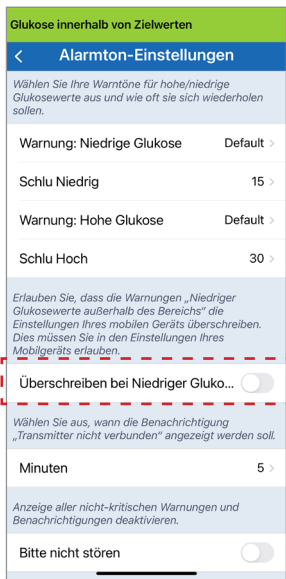 Glukose innerhalb von Zielwerten
Alarmton-Einstellungen
Wählen Sie Ihre Warntöne für hohe/niedrige
Glukosewerte aus und wie oft sie sich wiederholen
sollen.
Warnung: Niedrige Glukose Default >
Schlu Niedrig 15 >
Warnung: Hohe Glukose Default >
Schlu Hoch 30 >
Erlauben Sie, dass die Warnungen „Niedriger
Glukosewerte außerhalb des Bereichs“ die
Einstellungen Ihres mobilen Geräts überschreiben.
Dies müssen Sie in den Einstellungen Ihres
Mobilgeräts erlauben.
Überschreiben bei Niedriger Gluko...
Wählen Sie aus, wann die Benachrichtigung
„Transmitter nicht verbunden“ angezeigt werden soll.
Minuten 5 >
Anzeige aller nicht-kritischen Warnungen und
Benachrichtigungen deaktivieren.
Bitte nicht stören